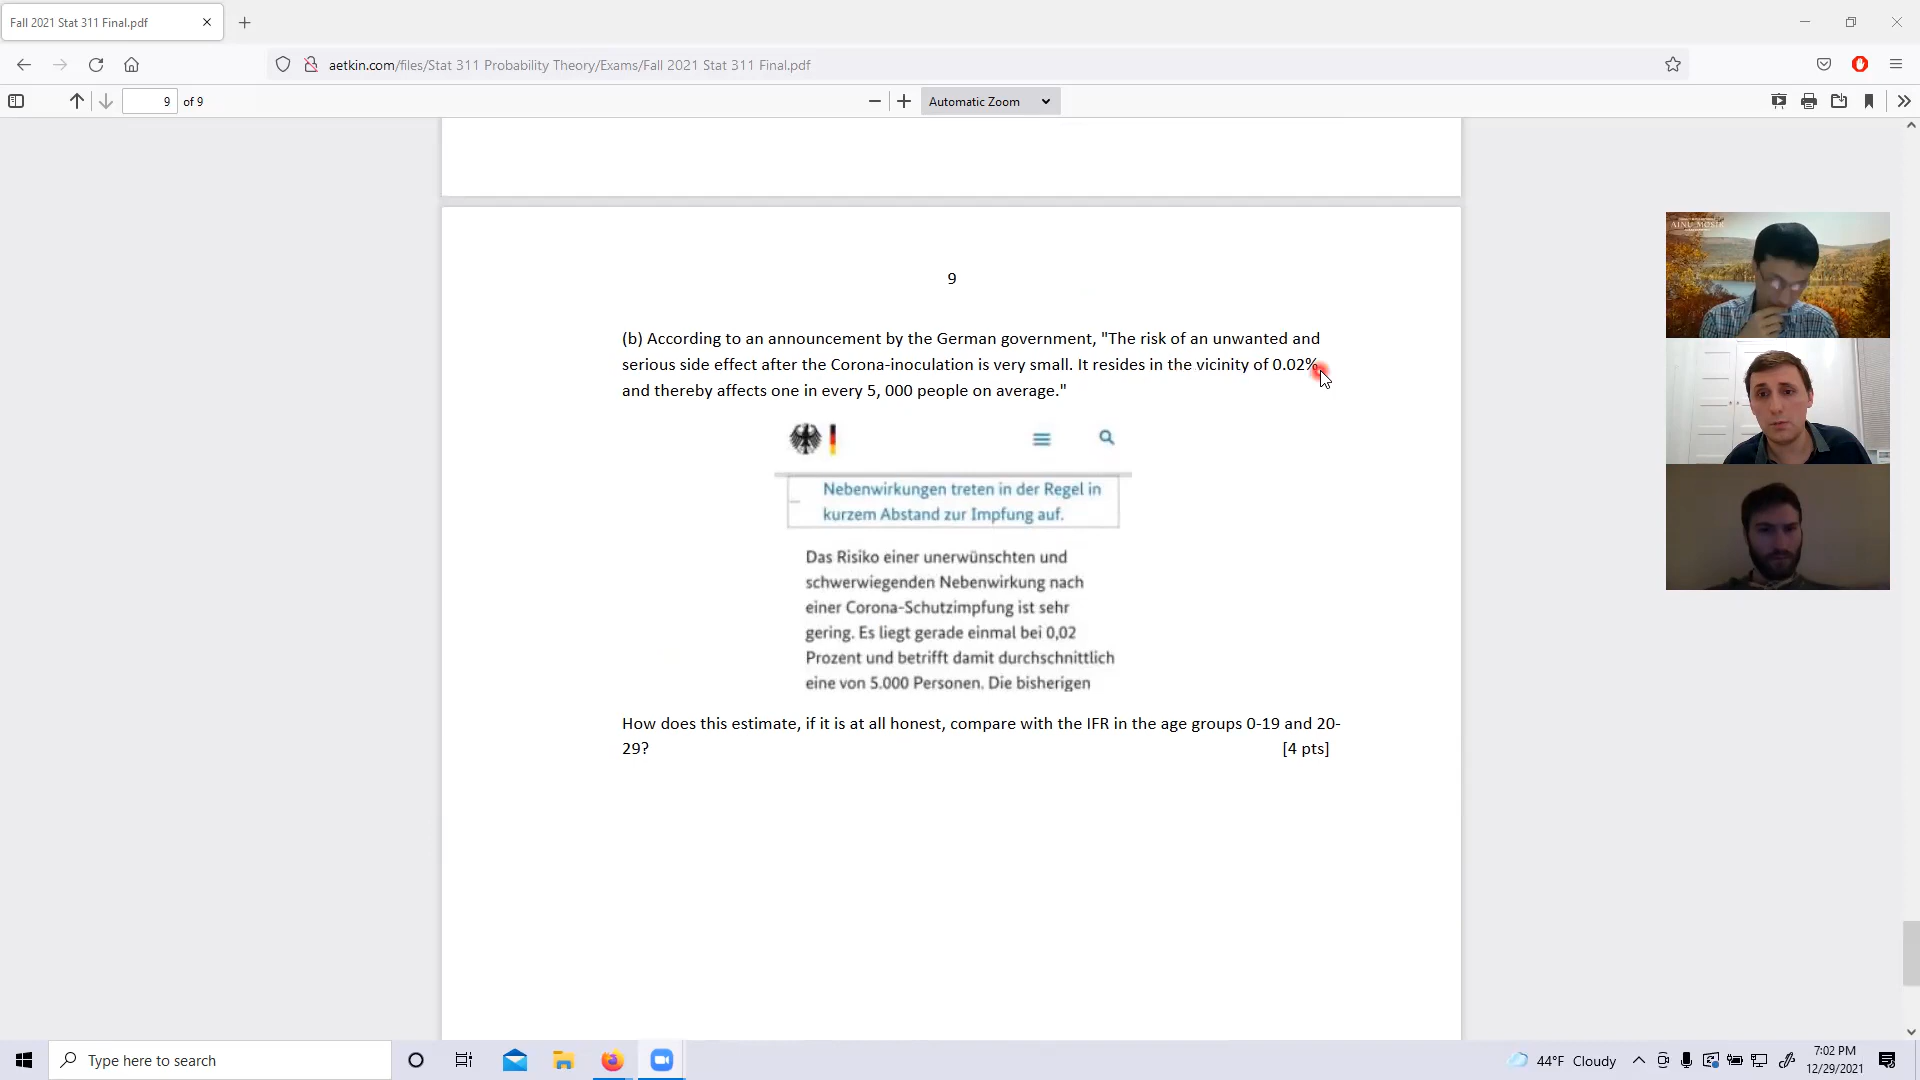 Fall 2021 Stat 311 Final.pdf
aetkin.com/files/Stat 311 Probability Theory/Exams/Fall 2021 Stat 311 Final.pdf
9 of 9
Automatic Zoom
9
(b) According to an announcement by the German government, "The risk of an unwanted and
serious side effect after the Corona-inoculation is very small. It resides in the vicinity of 0.02%
and thereby affects one in every 5, 000 people on average."
Nebenwirkungen treten in der Regel in
kurzem Abstand zur Impfung auf.
Das Risiko einer unerwünschten und
schwerwiegenden Nebenwirkung nach
einer Corona-Schutzimpfung ist sehr
gering. Es liegt gerade einmal bei 0,02
Prozent und betrifft damit durchschnittlich
eine von 5.000 Personen. Die bisherigen
How does this estimate, if it is at all honest, compare with the IFR in the age groups 0-19 and 20-
29? [4 pts]
AINU MOSIK
Type here to search
44°F Cloudy
7:02 PM
12/29/2021